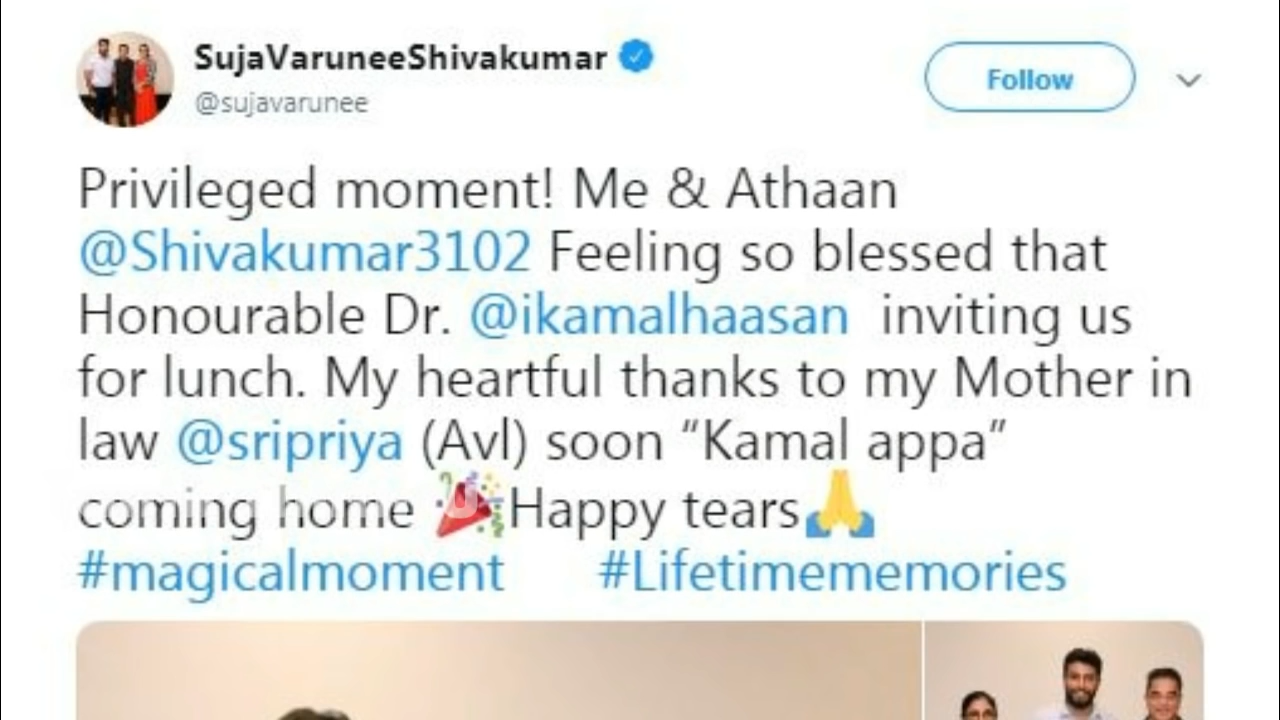 SujaVaruneeShivakumar
@sujavarunee
Follow
Privileged moment! Me & Athaan
@Shivakumar3102 Feeling so blessed that
Honourable Dr. @ikamalhaasan inviting us
for lunch. My heartful thanks to my Mother in
law @sripriya (Avl) soon “Kamal appa”
coming home 🎉Happy tears🙏
#magicalmoment #Lifetimememories